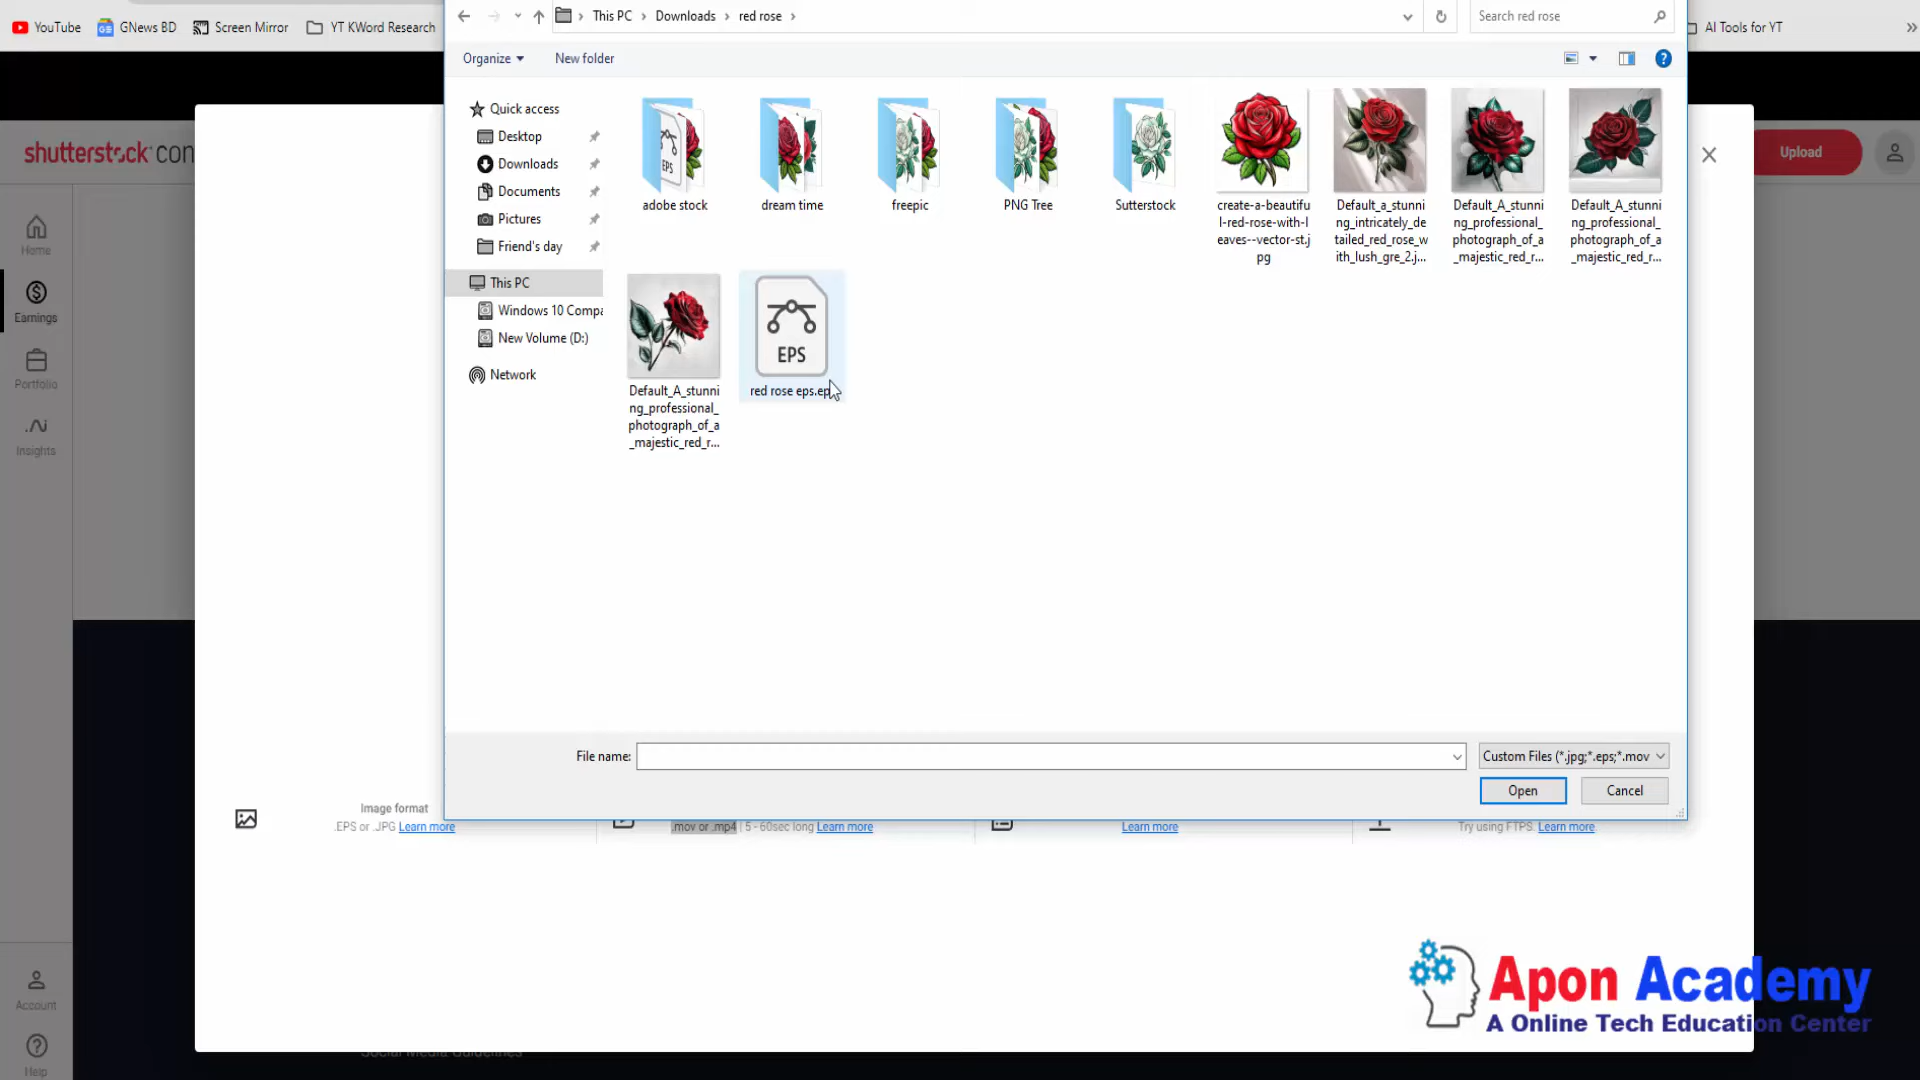 This PC
Downloads
red rose
Search red rose
YouTube
GNews BD
Screen Mirror
YT KWord Research
AI Tools for YT
Organize
New folder
shutterstock
Upload
Home
Earnings
Portfolio
Insights
Account
Help
Quick access
Desktop
Downloads
Documents
Pictures
Friend's day
This PC
Windows 10 Compa
New Volume (D:)
Network
EPS
adobe stock
dream time
freepic
PNG Tree
Sutterstock
create-a-beautifu
l-red-rose-with-l
eaves--vector-st.j
pg
Default_a_stunni
ng_intricately_de
tailed_red_rose_w
ith_lush_gre_2.j...
Default_A_stunni
ng_professional_
photograph_of_a
_majestic_red_r...
Default_A_stunni
ng_professional_
photograph_of_a
_majestic_red_r...
Default_A_stunni
ng_professional_
photograph_of_a
_majestic_red_r...
EPS
red rose eps.ep
File name:
Custom Files (*.jpg;*.eps;*.mov
Open
Cancel
Image format
.EPS or .JPG Learn more
.mov or .mp4 | 5 - 60sec long Learn more
Learn more
Try using FTPS. Learn more
Apon Academy
A Online Tech Education Center
Social Media Guidelines